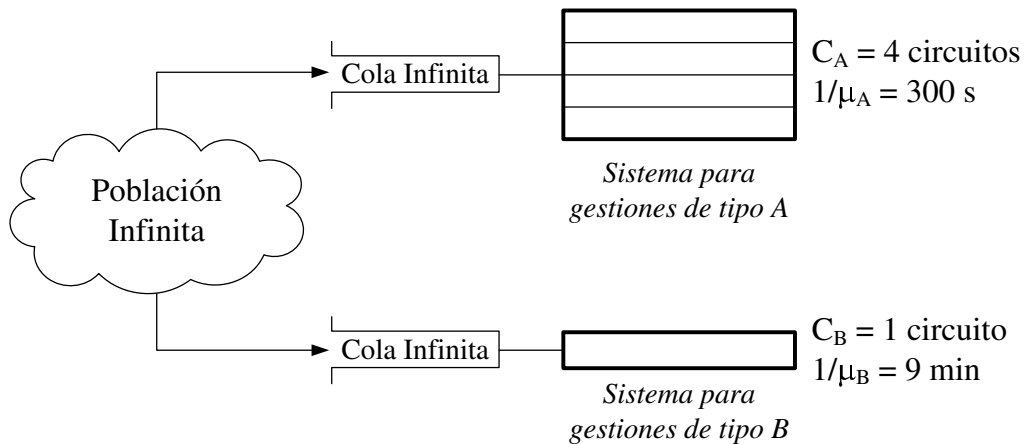 Población
Infinita
Cola Infinita
C_A = 4 circuitos
1/μ_A = 300 s
Sistema para
gestiones de tipo A
Cola Infinita
C_B = 1 circuito
1/μ_B = 9 min
Sistema para
gestiones de tipo B